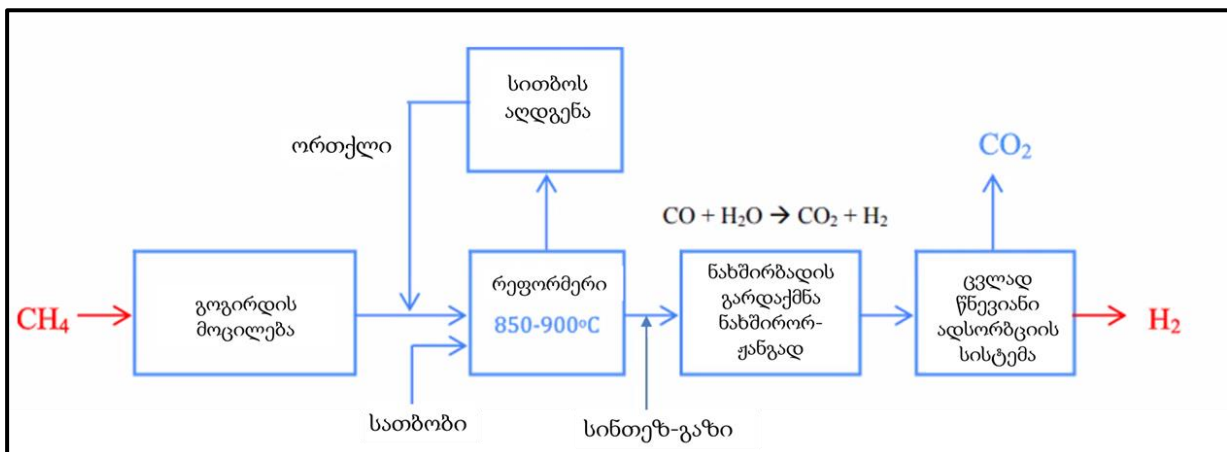 სითბოს
აღდგენა
ორთქლი
CO₂
CO + H₂O → CO₂ + H₂
CH₄
გოგირდის
მოცილება
რეფორმერი
850-900°C
ნახშირბადის
გარდაქმნა
ნახშირორ-
ჟანგად
ცვლად
წნევიანი
ადსორბციის
სისტემა
H₂
სათბობი
სინთეზ-გაზი